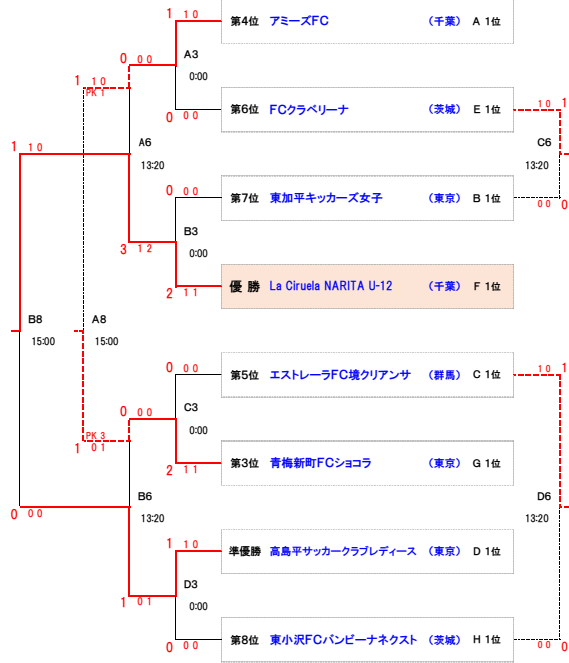 1 1 0
第4位 アミーズFC (千葉) A 1位
0 0 0
A3
0:00
1 1 0
PK 1
0 0 0
第6位 FCクラベリーナ (茨城) E 1位
1 0 1
1 1 0
A6
13:20
C6
13:20
0 0 0
第7位 東加平キッカーズ女子 (東京) B 1位
0 0 0
B3
0:00
3 1 2
2 1 1
優 勝 La Ciruela NARITA U-12 (千葉) F 1位
B8
15:00
A8
15:00
0 0 0
第5位 エストレーラFC境クリアンサ (群馬) C 1位
1 0 1
0 0 0
C3
0:00
PK 3
1 0 1
2 1 1
第3位 青梅新町FCショコラ (東京) G 1位
B6
13:20
D6
13:20
0 0 0
1 1 0
準優勝 高島平サッカークラブレディース (東京) D 1位
D3
0:00
1 0 1
0 0 0
第8位 東小沢FCバンビーナネクスト (茨城) H 1位
0 0 0